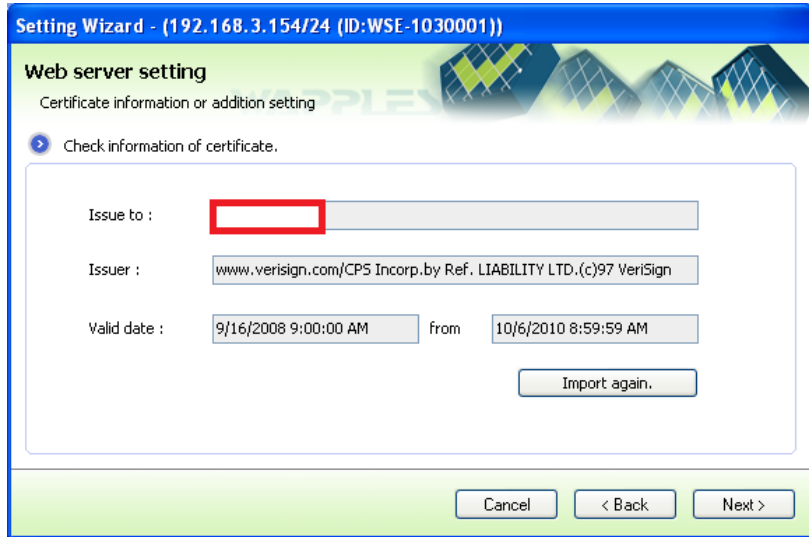 Setting Wizard - (192.168.3.154/24 (ID:WSE-1030001))
Web server setting
Certificate information or addition setting
WAPPLES
Check information of certificate.
Issue to :
Issuer : www.verisign.com/CPS Incorp.by Ref. LIABILITY LTD.(c)97 VeriSign
Valid date : 9/16/2008 9:00:00 AM from 10/6/2010 8:59:59 AM
Import again.
Cancel < Back Next >